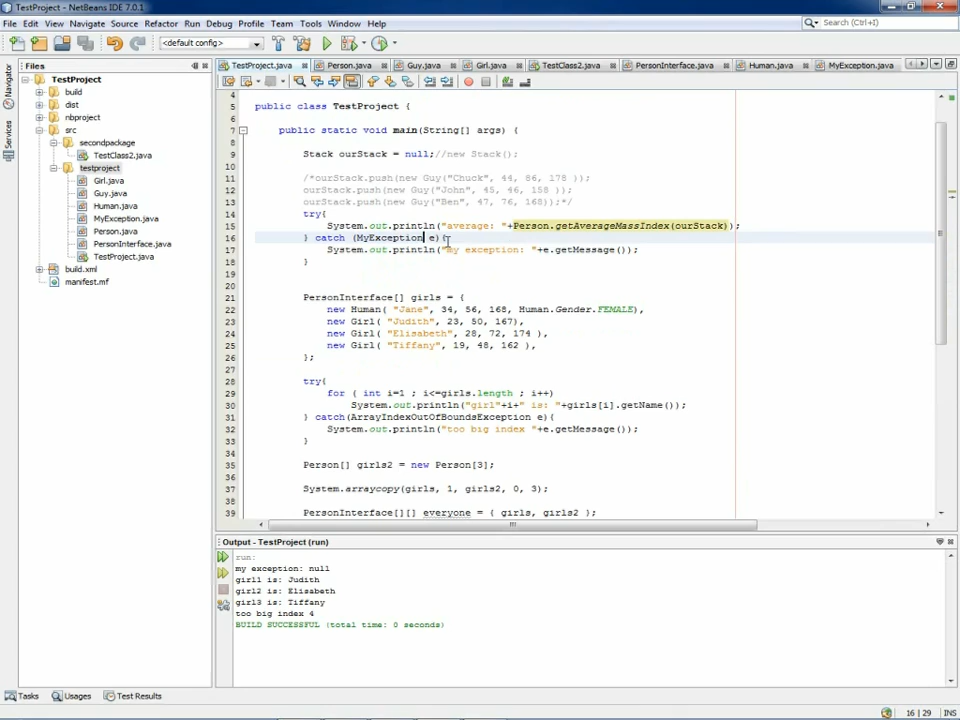 TestProject - NetBeans IDE 7.0.1
File Edit View Navigate Source Refactor Run Debug Profile Team Tools Window Help
Search (Ctrl+I)
<default config>
Files
TestProject.java Person.java Guy.java Girl.java TestClass2.java PersonInterface.java Human.java MyException.java
Navigator
Services
TestProject
build
dist
nbproject
src
secondpackage
TestClass2.java
testproject
Girl.java
Guy.java
Human.java
MyException.java
Person.java
PersonInterface.java
TestProject.java
build.xml
manifest.mf
4
5 public class TestProject {
6
7 public static void main(String[] args) {
8
9 Stack ourStack = null;//new Stack();
10
11 /*ourStack.push(new Guy("Chuck", 44, 86, 178 ));
12 ourStack.push(new Guy("John", 45, 46, 158 ));
13 ourStack.push(new Guy("Ben", 47, 76, 168));*/
14 try{
15 System.out.println("average: "+Person.getAverageMassIndex(ourStack));
16 } catch (MyException e){
17 System.out.println("my exception: "+e.getMessage());
18 }
19
20
21 PersonInterface[] girls = {
22 new Human( "Jane", 34, 56, 168, Human.Gender.FEMALE),
23 new Girl( "Judith", 23, 50, 167),
24 new Girl( "Elisabeth", 28, 72, 174 ),
25 new Girl( "Tiffany", 19, 48, 162 ),
26 };
27
28 try{
29 for ( int i=1 ; i<=girls.length ; i++)
30 System.out.println("girl"+i+" is: "+girls[i].getName());
31 } catch(ArrayIndexOutOfBoundsException e){
32 System.out.println("too big index "+e.getMessage());
33 }
34
35 Person[] girls2 = new Person[3];
36
37 System.arraycopy(girls, 1, girls2, 0, 3);
38
39 PersonInterface[][] everyone = { girls, girls2 };
Output - TestProject (run)
run:
my exception: null
girl1 is: Judith
girl2 is: Elisabeth
girl3 is: Tiffany
too big index 4
BUILD SUCCESSFUL (total time: 0 seconds)
Tasks Usages Test Results
16 | 29 INS